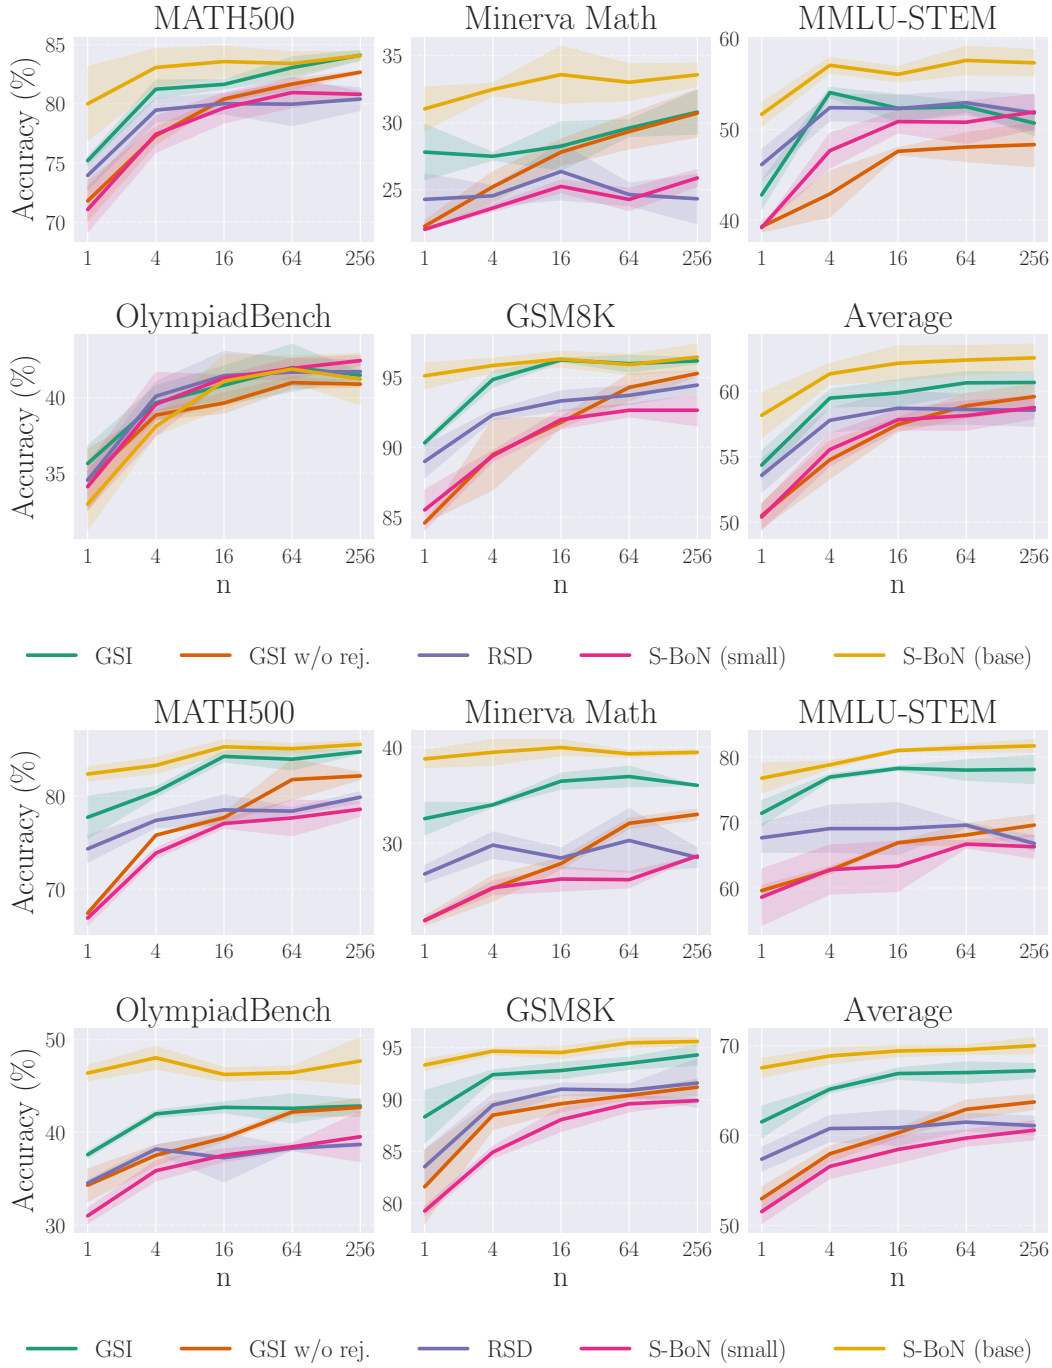 MATH500 Minerva Math MMLU-STEM
Accuracy (%)
85 80 75 70
35 30 25
60 50 40
1 4 16 64 256 1 4 16 64 256 1 4 16 64 256
OlympiadBench GSM8K Average
Accuracy (%)
40 35
95 90 85
60 55 50
1 4 16 64 256 1 4 16 64 256 1 4 16 64 256
n n n
GSI GSI w/o rej. RSD S-BoN (small) S-BoN (base)
MATH500 Minerva Math MMLU-STEM
Accuracy (%)
80 70
40 30
80 70 60
1 4 16 64 256 1 4 16 64 256 1 4 16 64 256
OlympiadBench GSM8K Average
Accuracy (%)
50 40 30
95 90 85 80
70 60 50
1 4 16 64 256 1 4 16 64 256 1 4 16 64 256
n n n
GSI GSI w/o rej. RSD S-BoN (small) S-BoN (base)